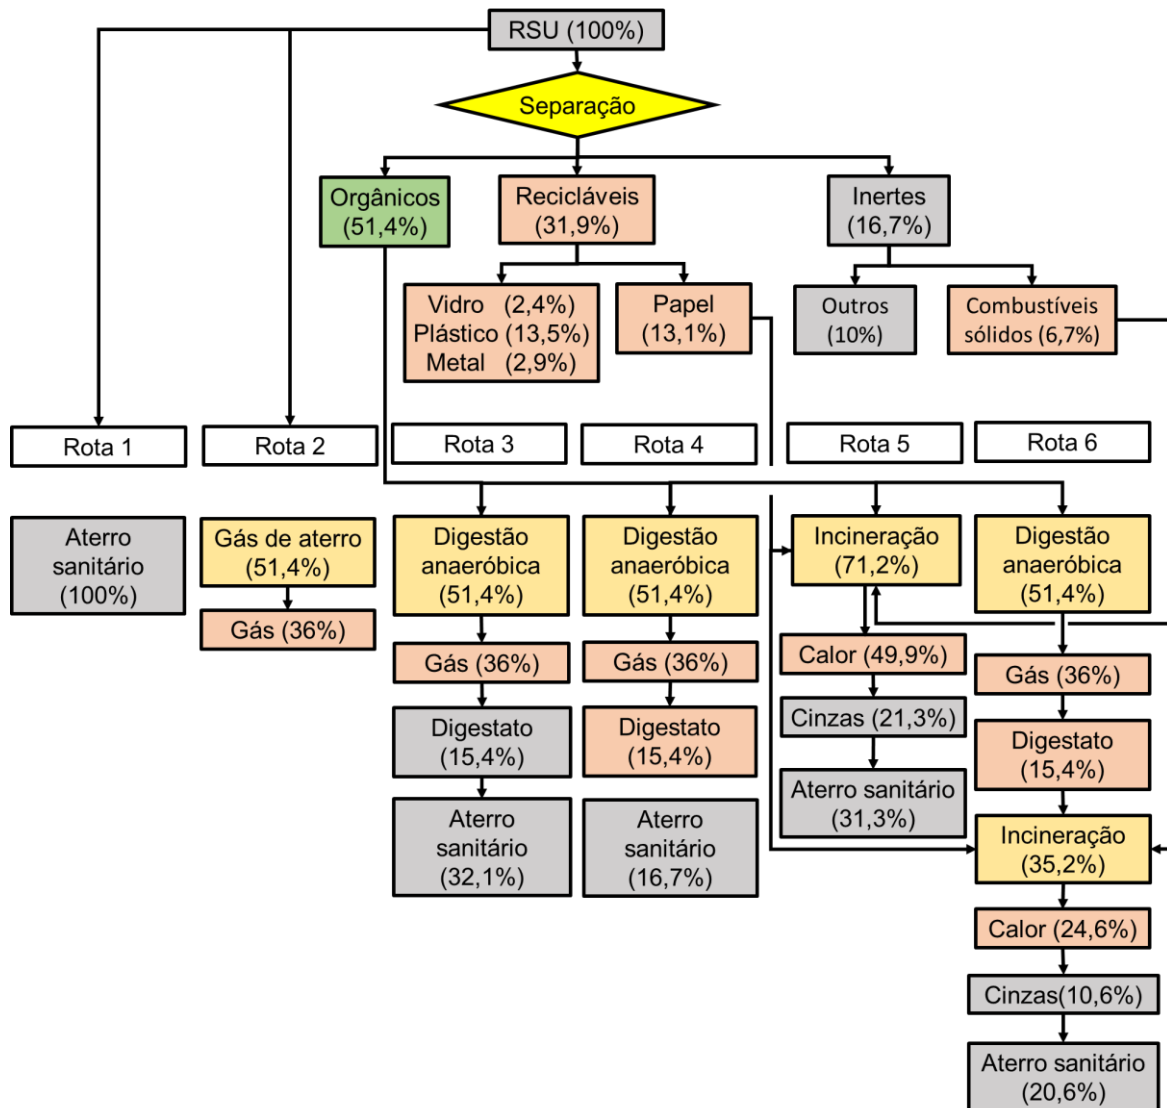 RSU (100%)
Separação
Orgânicos
(51,4%)
Recicláveis
(31,9%)
Inertes
(16,7%)
Vidro (2,4%)
Plástico (13,5%)
Metal (2,9%)
Papel
(13,1%)
Outros
(10%)
Combustíveis
sólidos (6,7%)
Rota 1
Rota 2
Rota 3
Rota 4
Rota 5
Rota 6
Aterro
sanitário
(100%)
Gás de aterro
(51,4%)
Gás (36%)
Digestão
anaeróbica
(51,4%)
Gás (36%)
Digestato
(15,4%)
Aterro
sanitário
(32,1%)
Digestão
anaeróbica
(51,4%)
Gás (36%)
Digestato
(15,4%)
Aterro
sanitário
(16,7%)
Incineração
(71,2%)
Calor (49,9%)
Cinzas (21,3%)
Aterro sanitário
(31,3%)
Digestão
anaeróbica
(51,4%)
Gás (36%)
Digestato
(15,4%)
Incineração
(35,2%)
Calor (24,6%)
Cinzas(10,6%)
Aterro sanitário
(20,6%)